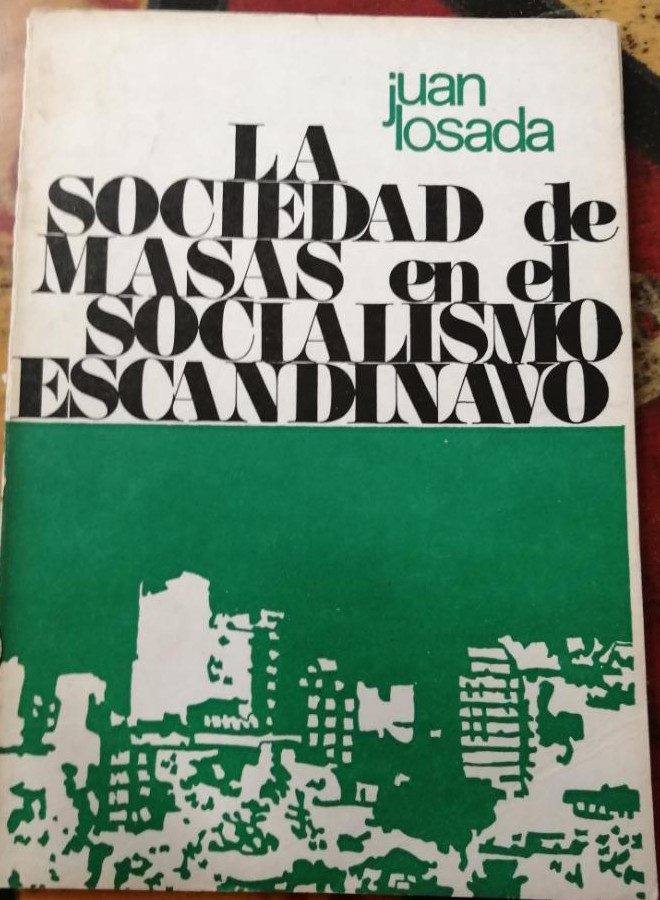 juan
losada
LA
SOCIEDAD de
MASAS en el
SOCIALISMO
ESCANDINAVO